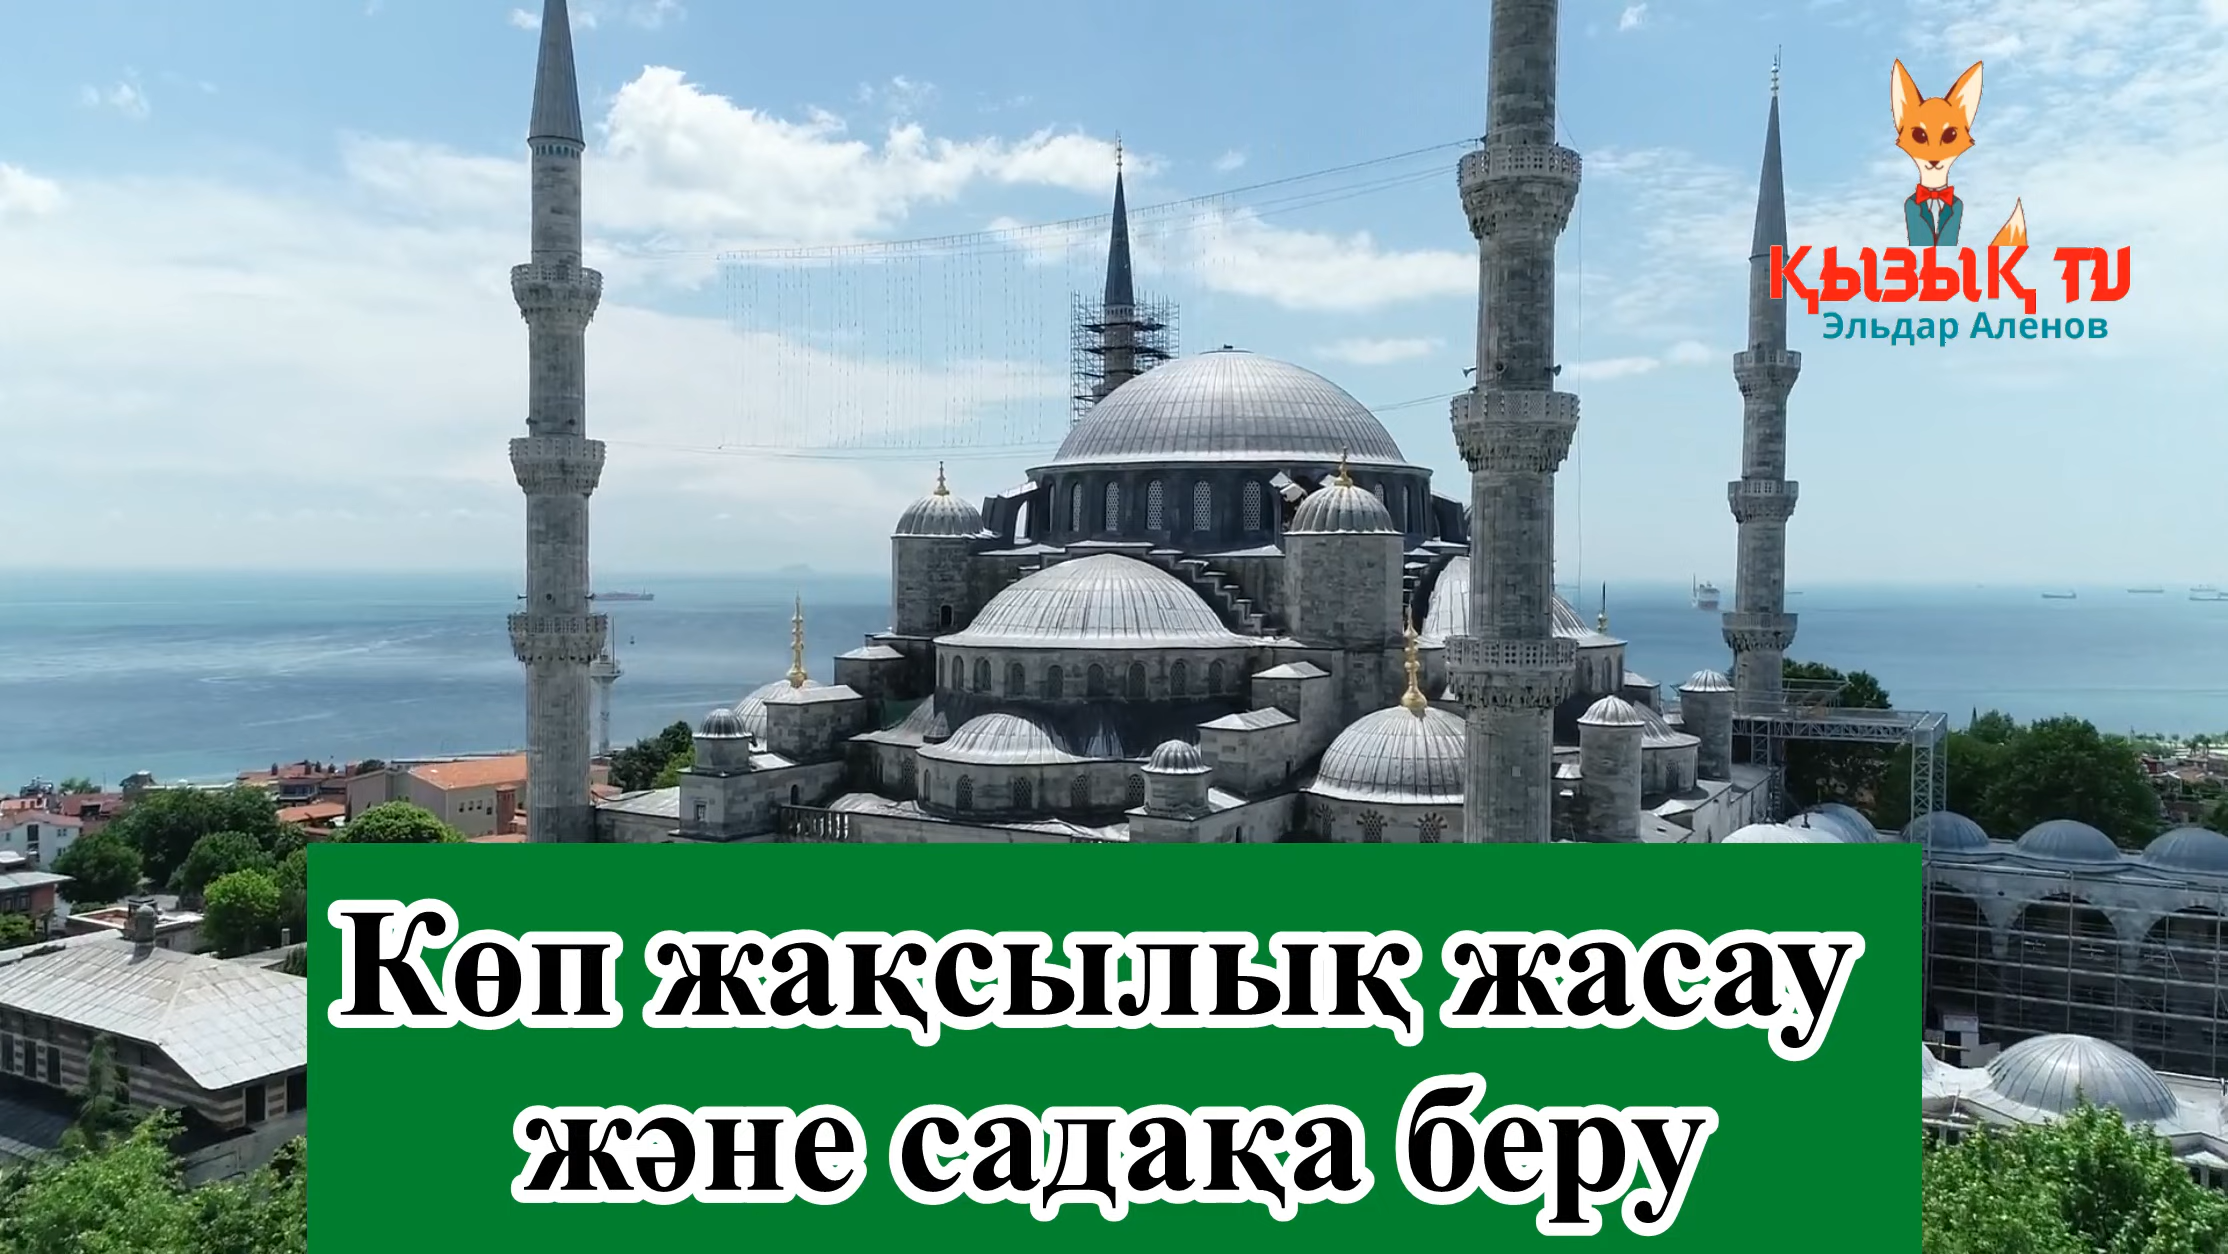 ҚЫЗЫҚ TV
Эльдар Аленов
Көп жақсылық жасау
және садақа беру